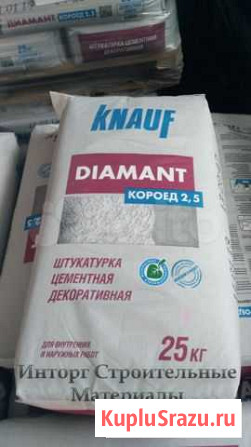 KNAUF
DIAMANT
КОРОЕД 2,5
ШТУКАТУРКА
ЦЕМЕНТНАЯ
ДЕКОРАТИВНАЯ
ДЛЯ ВНУТРЕННИХ
И НАРУЖНЫХ РАБОТ
25 КГ
Инторг Строительные
Материалы
KupluSrazu.ru